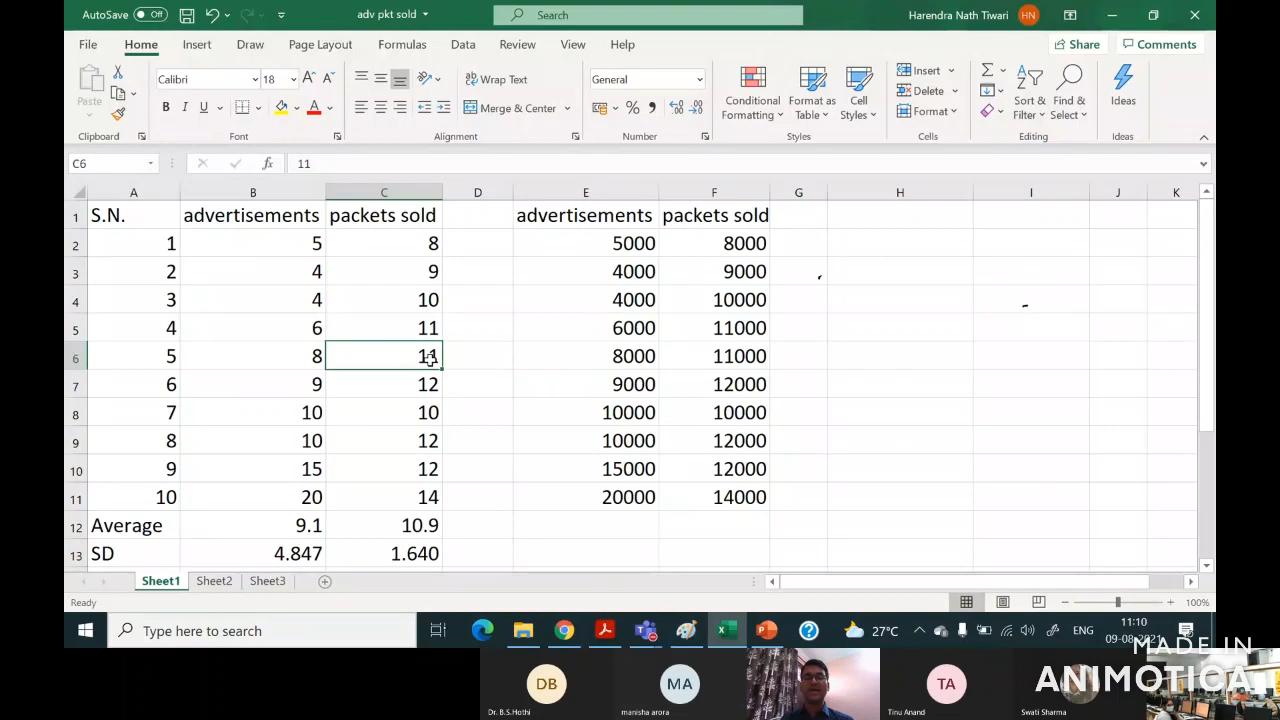 AutoSave Off adv pkt sold Search Harendra Nath Tiwari HN
File Home Insert Draw Page Layout Formulas Data Review View Help Share Comments
Calibri 18 A A Wrap Text General Insert
Paste B I U A Merge & Center % Conditional Formatting Format as Table Cell Styles Delete Format Sort & Filter Find & Select Ideas
Clipboard Font Alignment Number Styles Cells Editing Ideas
C6 fx 11
A B C D E F G H I J K
1 S.N. advertisements packets sold advertisements packets sold
2 1 5 8 5000 8000
3 2 4 9 4000 9000
4 3 4 10 4000 10000
5 4 6 11 6000 11000
6 5 8 11 8000 11000
7 6 9 12 9000 12000
8 7 10 10 10000 10000
9 8 10 12 10000 12000
10 9 15 12 15000 12000
11 10 20 14 20000 14000
12 Average 9.1 10.9
13 SD 4.847 1.640
Sheet1 Sheet2 Sheet3
Ready 100%
Type here to search 27°C ENG 11:10
09-08-2021
MADE IN
ANIMOTICA
DB MA TA
Dr. B.S.Hothi manisha arora Tinu Anand Swati Sharma